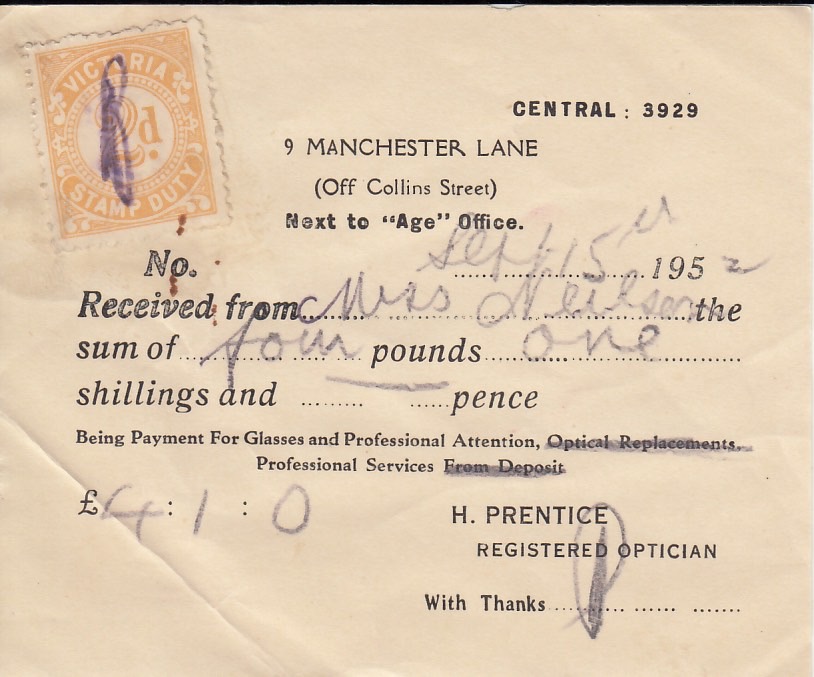 VICTORIA
2d.
STAMP DUTY
CENTRAL: 3929
9 MANCHESTER LANE
(Off Collins Street)
Next to "Age" Office.
No.
Sept 15th 1952
Received from Miss Neilson the
sum of four pounds one
shillings and — pence
Being Payment For Glasses and Professional Attention, Optical Replacements.
Professional Services From Deposit
£4 : 1 : 0
H. PRENTICE
REGISTERED OPTICIAN
With Thanks